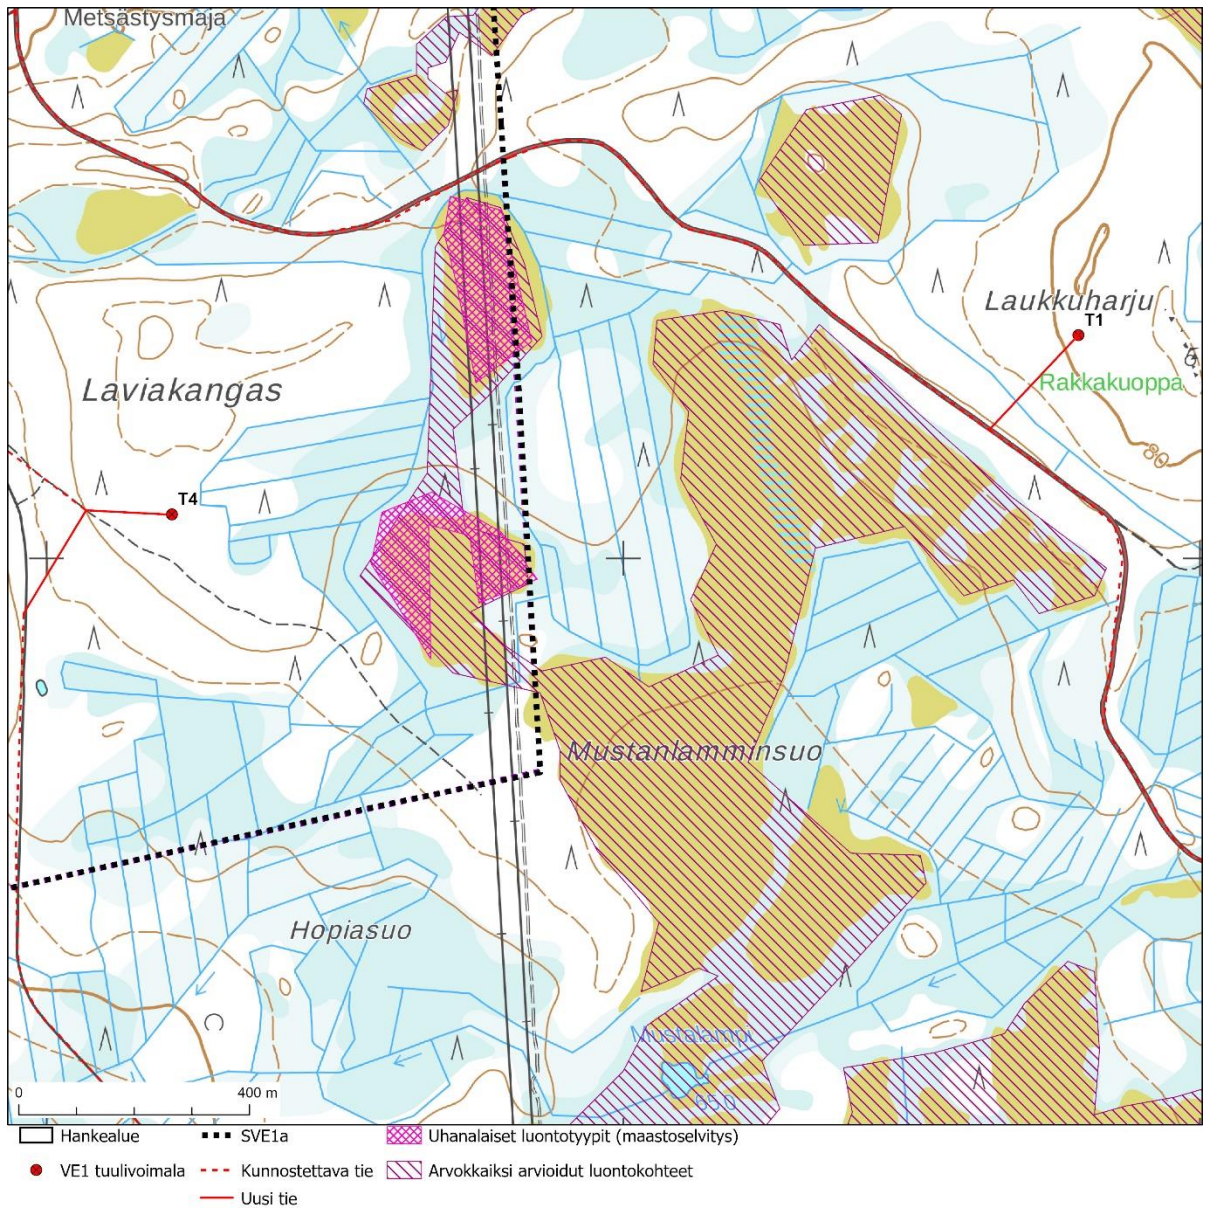 Metsästysmaja
Laukkuharju
T1
Rakkakuoppa
Laviakangas
80
T4
Mustanlamminsuo
Hopiasuo
Mustalampi
65.0
0
400 m
Hankealue
SVE1a
Uhanalaiset luontotyypit (maastoselvitys)
VE1 tuulivoimala
Kunnostettava tie
Arvokkaiksi arvioidut luontokohteet
Uusi tie